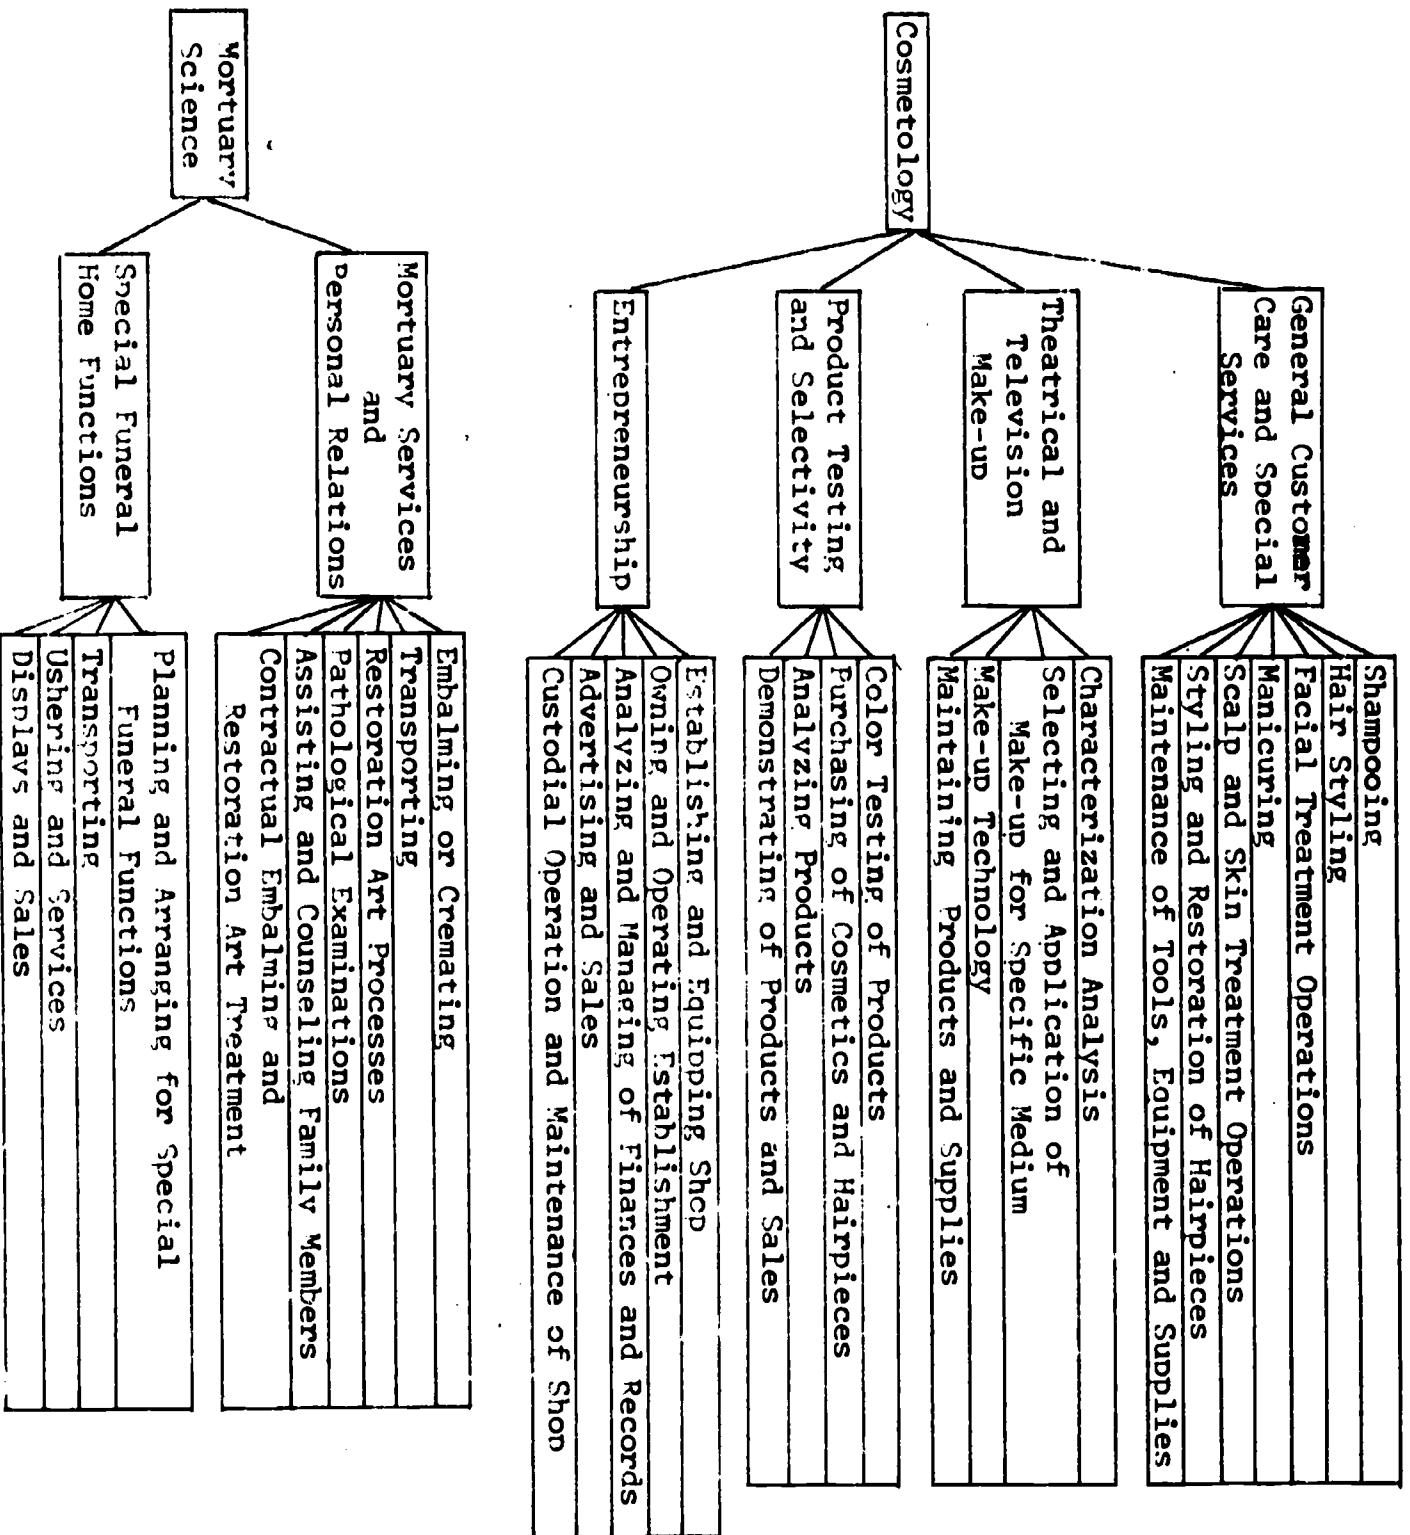 Cosmetology
General Customer
Care and Special
Services
Shampooing
Hair Styling
Facial Treatment Operations
Manicuring
Scalp and Skin Treatment Operations
Styling and Restoration of Hairpieces
Maintenance of Tools, Equipment and Supplies
Theatrical and
Television
Make-up
Characterization Analysis
Selecting and Application of
Make-up for Specific Medium
Make-up Technology
Maintaining Products and Supplies
Product Testing
and Selectivity
Color Testing of Products
Purchasing of Cosmetics and Hairpieces
Analyzing Products
Demonstrating of Products and Sales
Entrepreneurship
Establishing and Equipping Shop
Owning and Operating Establishment
Analyzing and Managing of Finances and Records
Advertising and Sales
Custodial Operation and Maintenance of Shop
Mortuary
Science
Mortuary Services
and
Personal Relations
Embalming or Cremating
Transporting
Restoration Art Processes
Pathological Examinations
Assisting and Counseling Family Members
Contractual Embalming and
Restoration Art Treatment
Special Funeral
Home Functions
Planning and Arranging for Special
Funeral Functions
Transporting
Ushering and Services
Displays and Sales